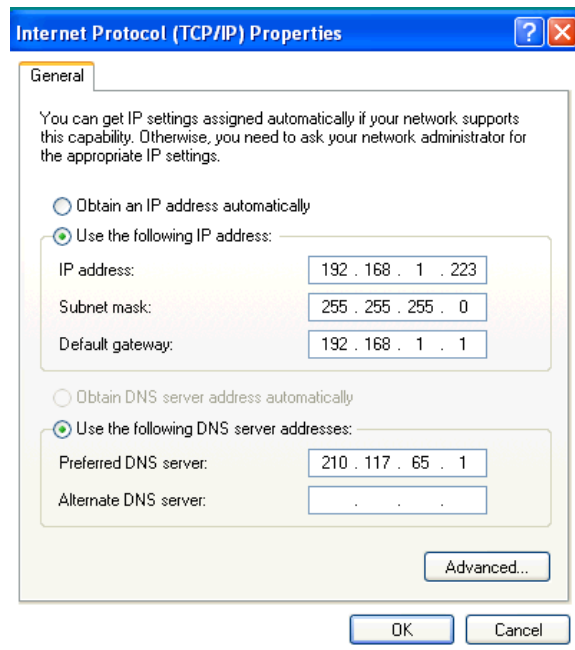 Internet Protocol (TCP/IP) Properties
General
You can get IP settings assigned automatically if your network supports
this capability. Otherwise, you need to ask your network administrator for
the appropriate IP settings.
Obtain an IP address automatically
Use the following IP address:
IP address: 192 . 168 . 1 . 223
Subnet mask: 255 . 255 . 255 . 0
Default gateway: 192 . 168 . 1 . 1
Obtain DNS server address automatically
Use the following DNS server addresses:
Preferred DNS server: 210 . 117 . 65 . 1
Alternate DNS server: . . .
Advanced...
OK Cancel